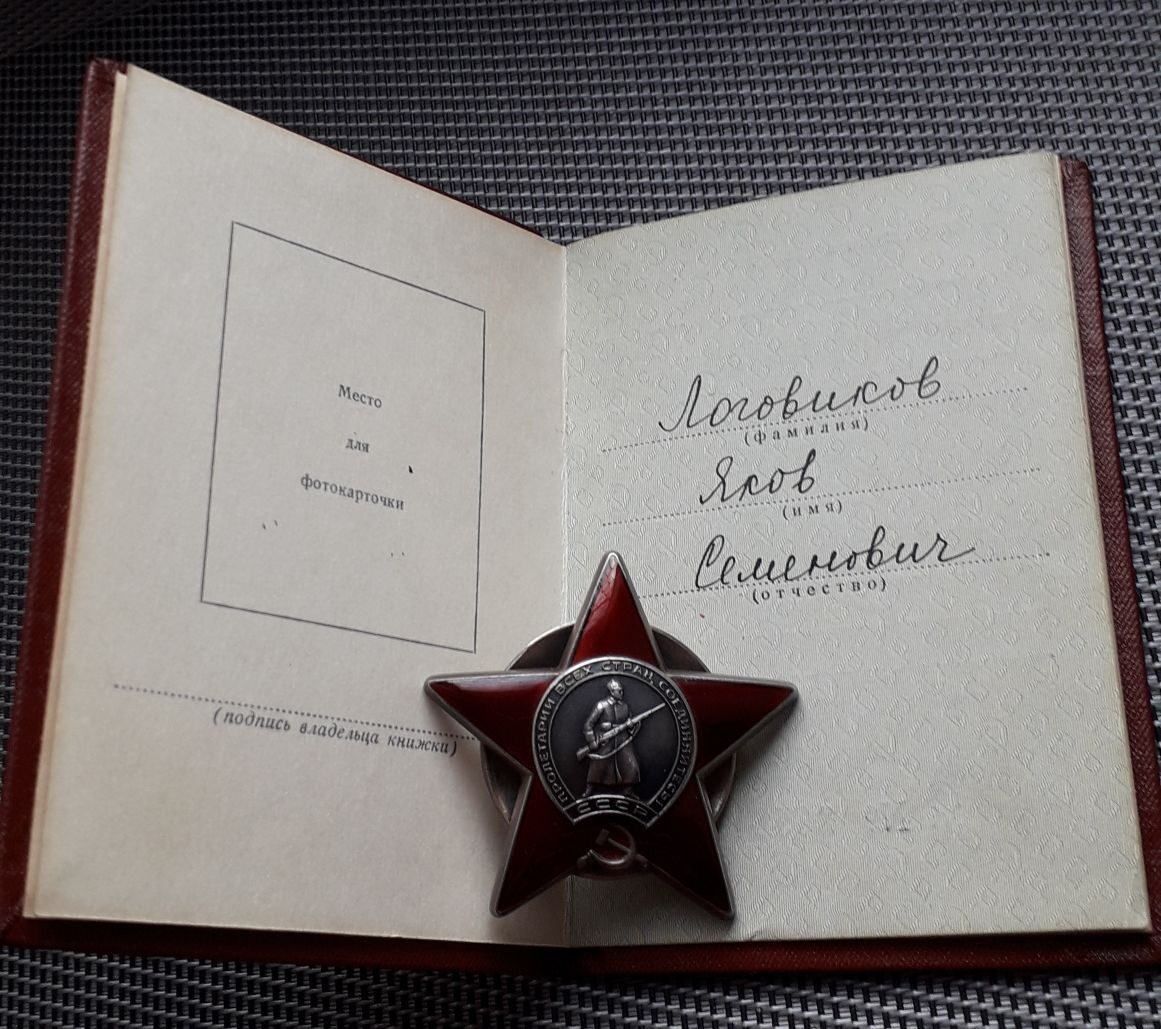 Место
для
фотокарточки
(подпись владельца книжки)
Логовиков
(фамилия)
Яков
(имя)
Семенович
(отчество)
ПРОЛЕТАРИИ ВСЕХ СТРАН, СОЕДИНЯЙТЕСЬ!
СССР